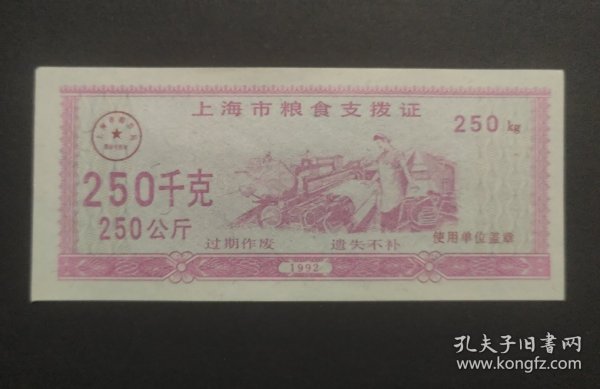 上海市粮食支拨证
250 kg
250千克
250公斤
过期作废 遗失不补 使用单位盖章
1992
孔夫子旧书网
www.kongfz.com